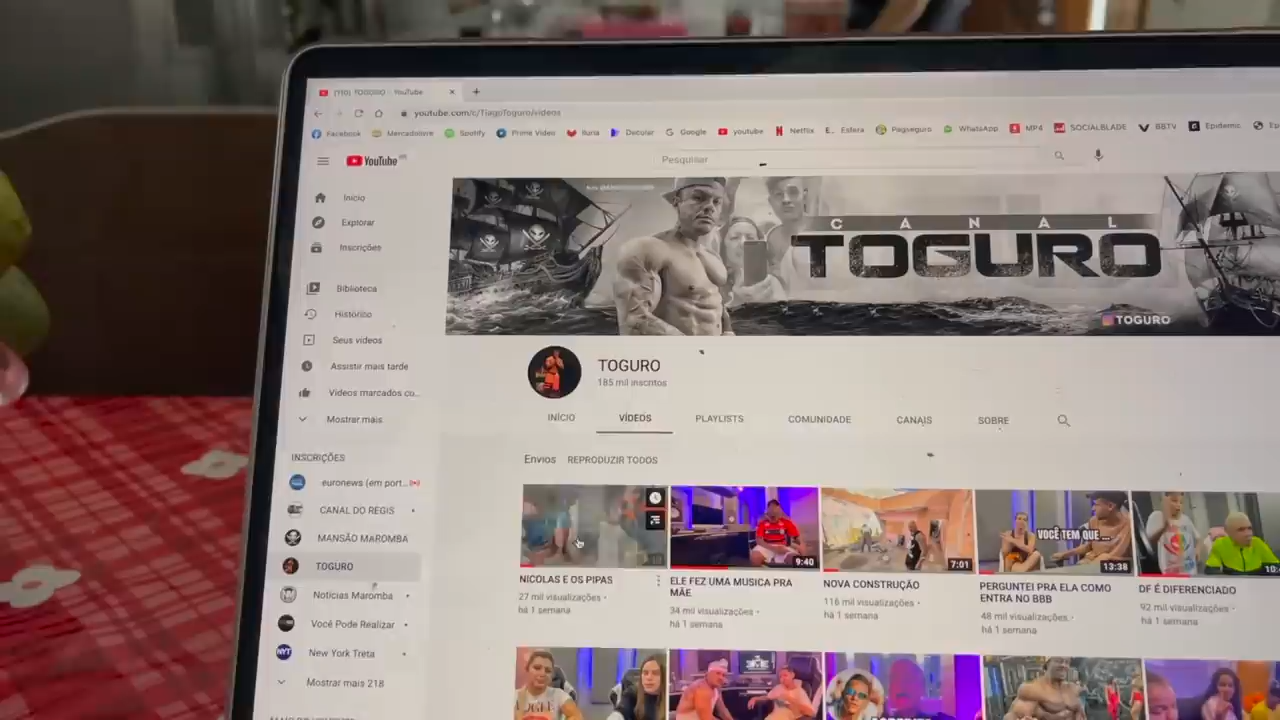 TOGURO - YouTube
youtube.com/c/TiagoToguro/videos
Facebook Mercadolivre Spotify Prime Video Iluria Decolar Google youtube Netflix E.. Esfera Pagseguro WhatsApp MP4 SOCIALBLADE BBTV Epidemic
YouTube BR
Pesquisar
Início
Explorar
Inscrições
Biblioteca
Histórico
Seus vídeos
Assistir mais tarde
Vídeos marcados co...
Mostrar mais
INSCRIÇÕES
euronews (em port...
CANAL DO REGIS
MANSÃO MAROMBA
TOGURO
Notícias Maromba
Você Pode Realizar
New York Treta
NYT
Mostrar mais 218
CANAL
TOGURO
TOGURO
TOGURO
185 mil inscritos
INÍCIO VÍDEOS PLAYLISTS COMUNIDADE CANAIS SOBRE
Envios REPRODUZIR TODOS
NICOLAS E OS PIPAS
27 mil visualizações •
há 1 semana
9:40
ELE FEZ UMA MUSICA PRA
MÃE
34 mil visualizações •
há 1 semana
7:01
NOVA CONSTRUÇÃO
116 mil visualizações •
há 1 semana
VOCÊ TEM QUE ...
13:38
PERGUNTEI PRA ELA COMO
ENTRA NO BBB
48 mil visualizações •
há 1 semana
DF É DIFERENCIADO
92 mil visualizações •
há 1 semana